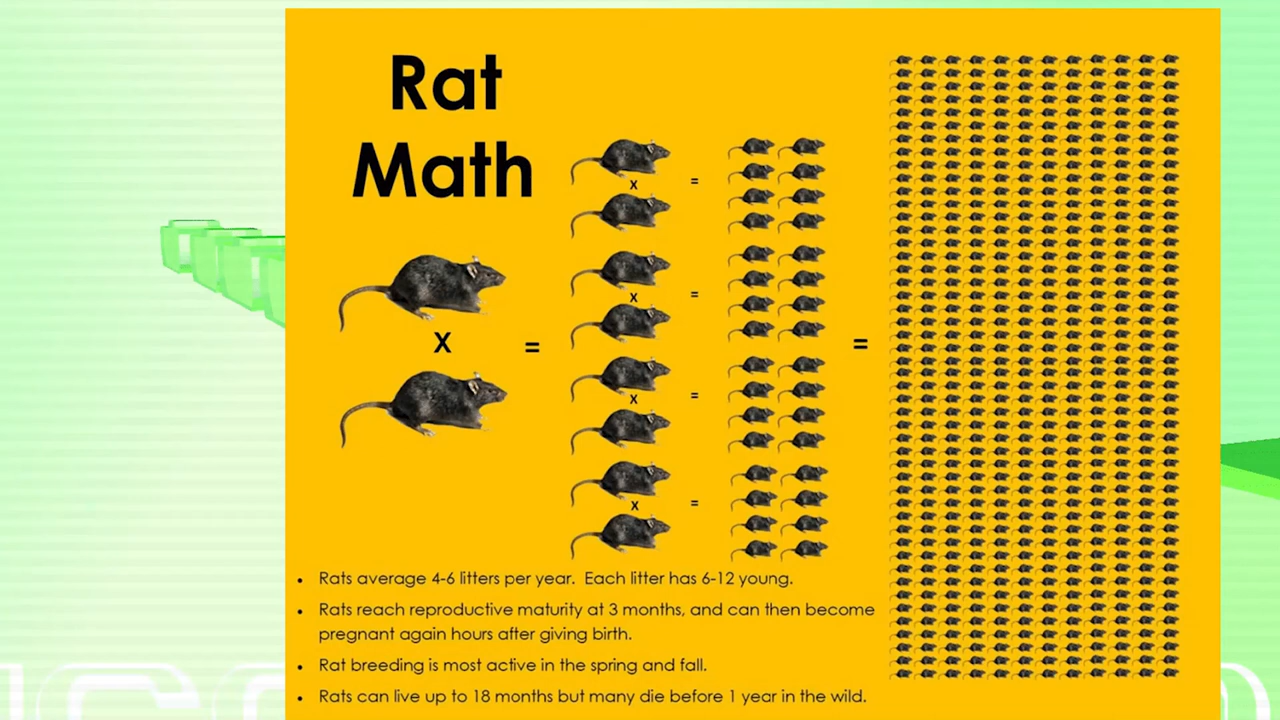 Rat
Math
X
=
X
=
X
=
X
=
X
=
=
• Rats average 4-6 litters per year.  Each litter has 6-12 young.
• Rats reach reproductive maturity at 3 months, and can then become
pregnant again hours after giving birth.
• Rat breeding is most active in the spring and fall.
• Rats can live up to 18 months but many die before 1 year in the wild.